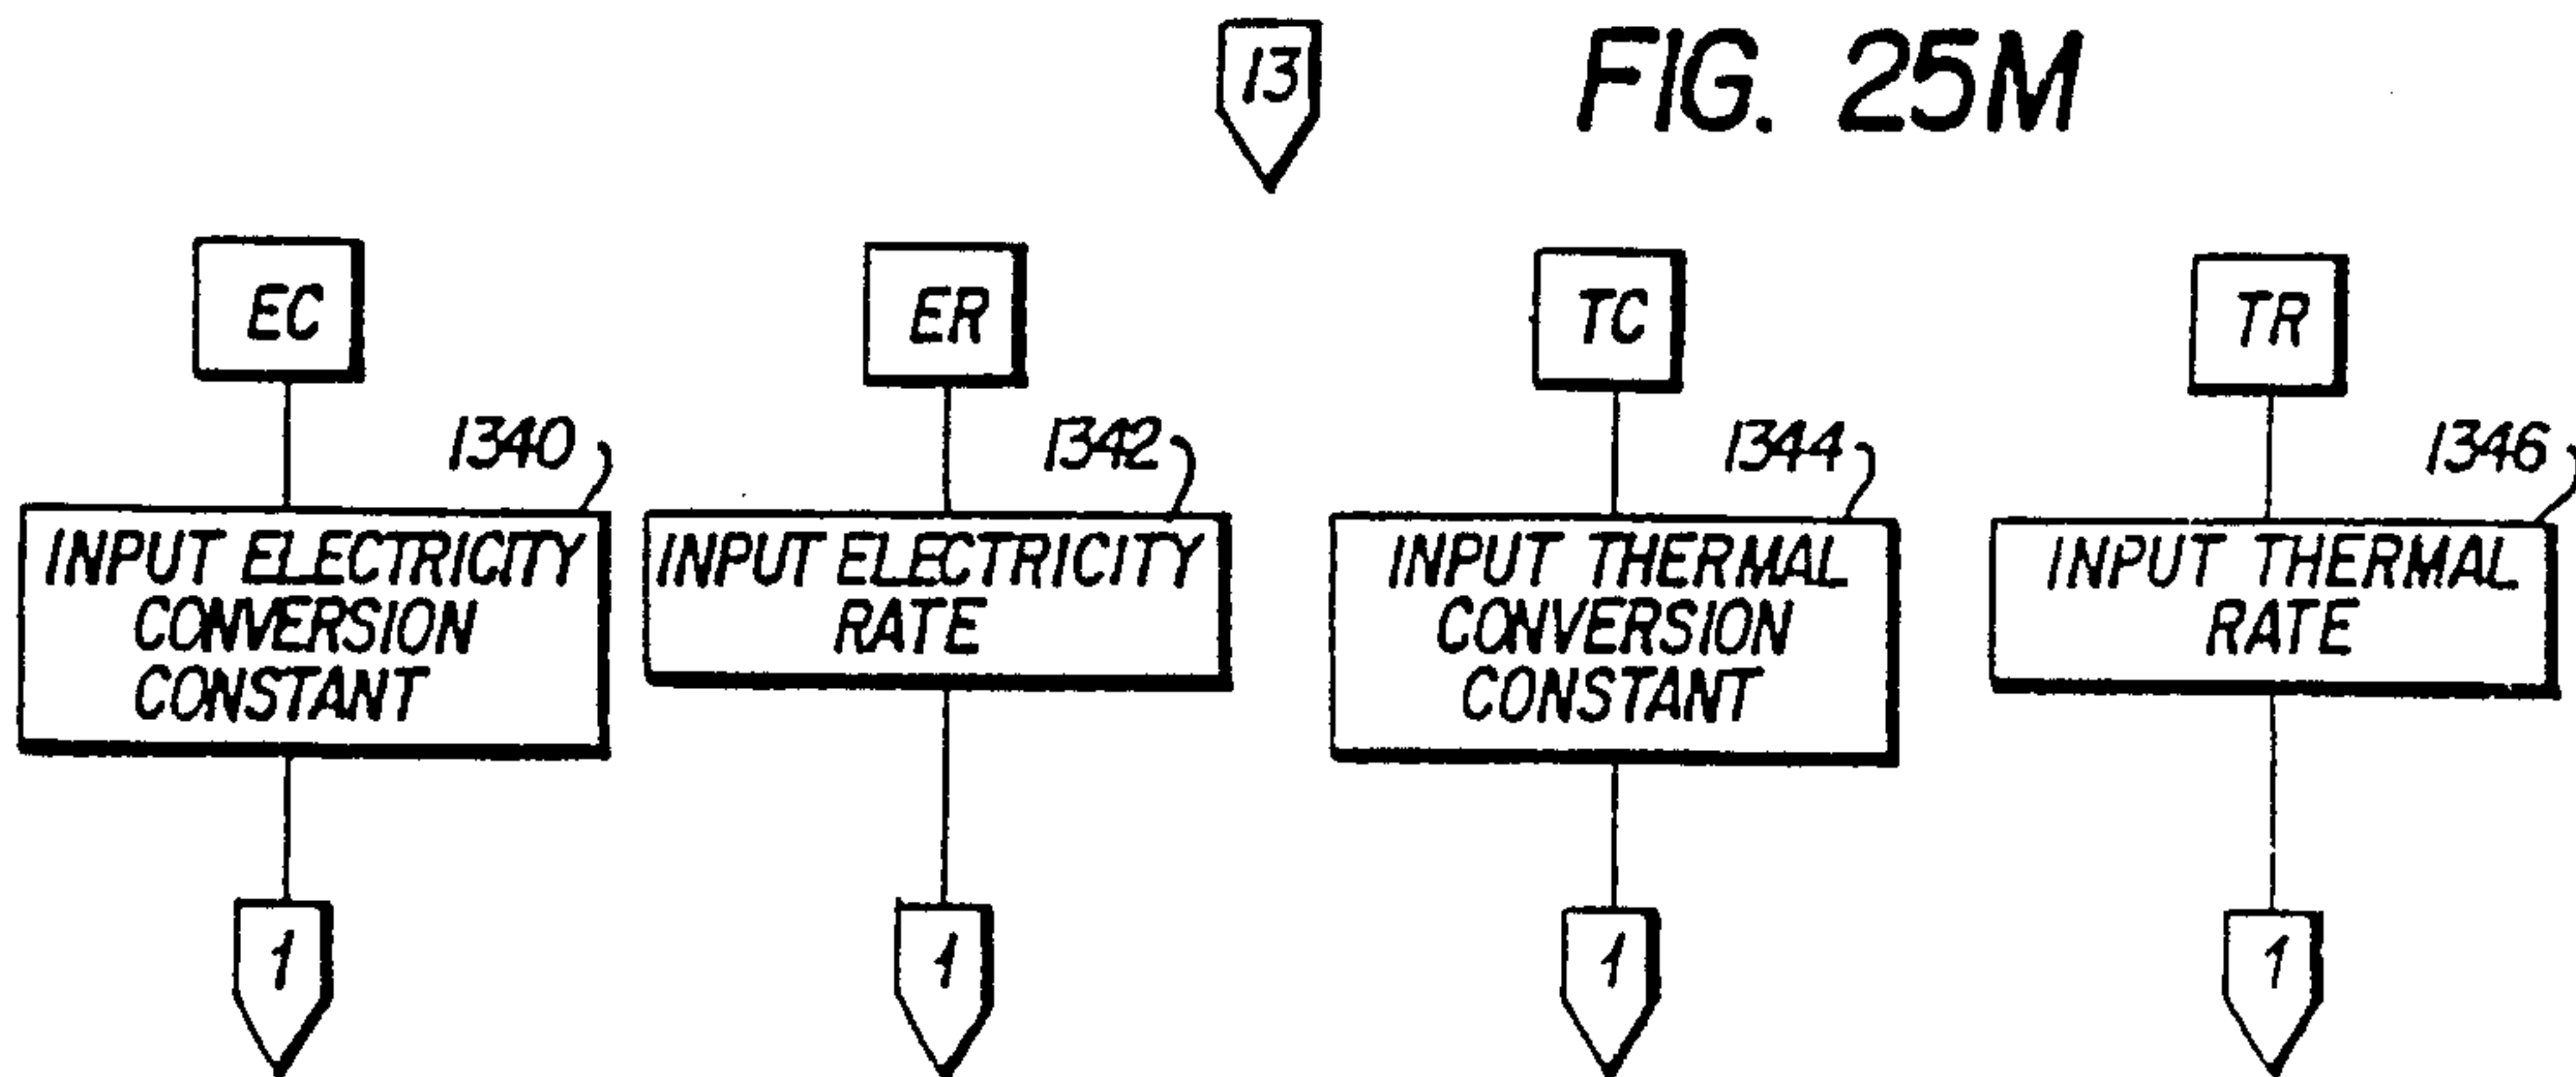 13
FIG. 25M
EC
ER
TC
TR
1340
1342
1344
1346
INPUT ELECTRICITY
CONVERSION
CONSTANT
INPUT ELECTRICITY
RATE
INPUT THERMAL
CONVERSION
CONSTANT
INPUT THERMAL
RATE
1
1
1
1